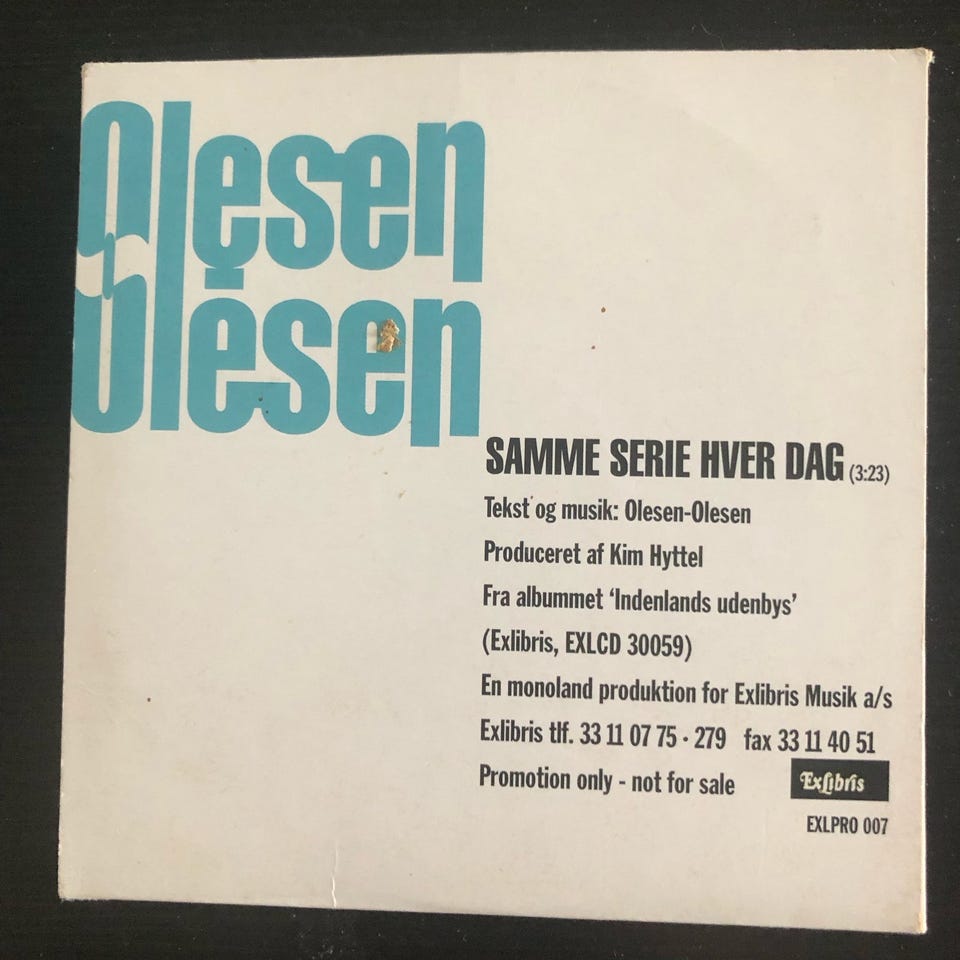 Olesen
Olesen
SAMME SERIE HVER DAG (3:23)
Tekst og musik: Olesen-Olesen
Produceret af Kim Hyttel
Fra albummet ‘Indenlands udenbys’
(Exlibris, EXLCD 30059)
En monoland produktion for Exlibris Musik a/s
Exlibris tlf. 33 11 07 75 · 279 fax 33 11 40 51
Promotion only - not for sale
ExLibris
EXLPRO 007